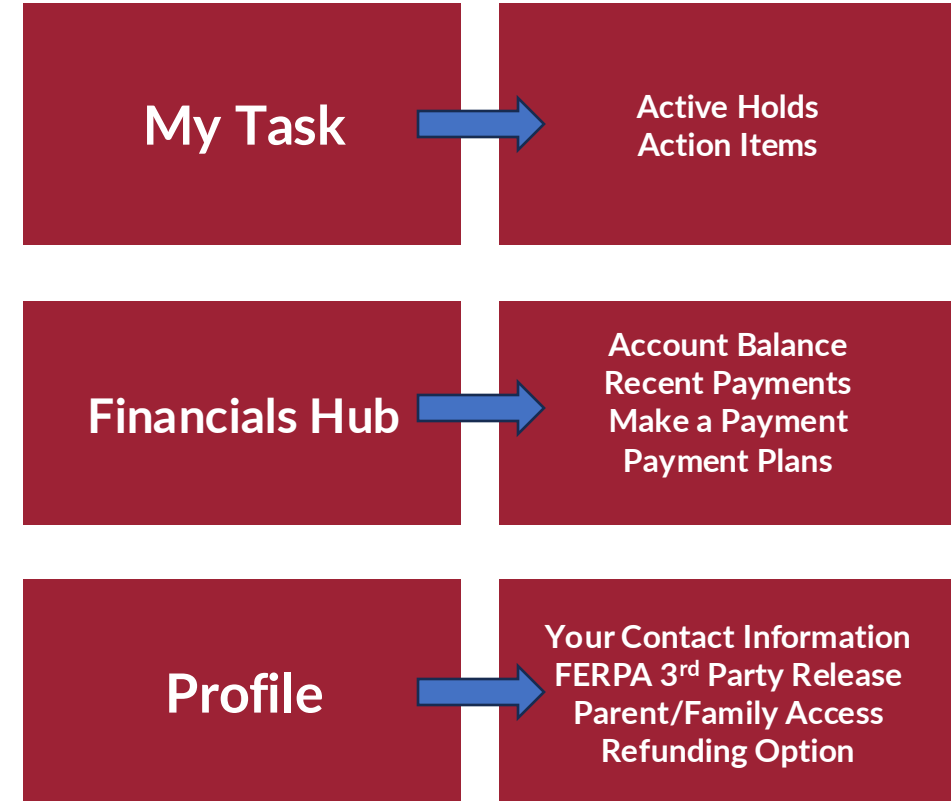 My Task
Active Holds
Action Items
Financials Hub
Account Balance
Recent Payments
Make a Payment
Payment Plans
Profile
Your Contact Information
FERPA 3rd Party Release
Parent/Family Access
Refunding Option